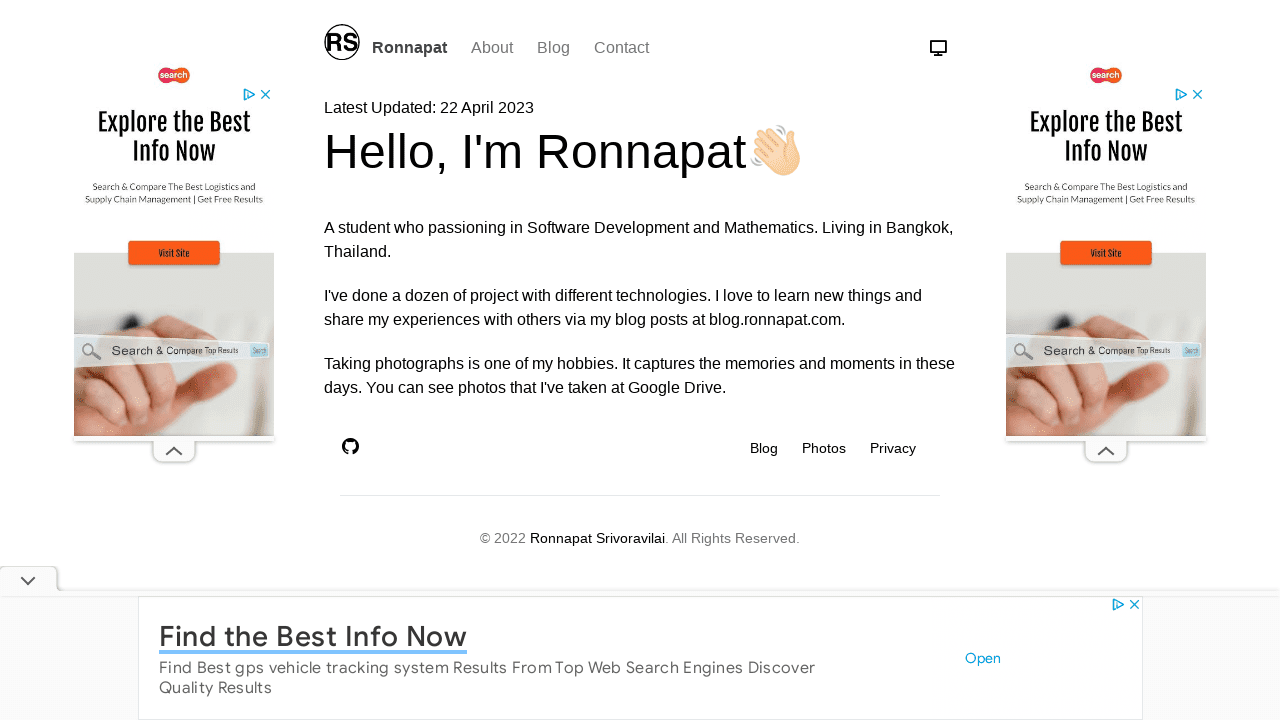 RS
Ronnapat
About
Blog
Contact
search
Explore the Best
Info Now
Search & Compare The Best Logistics and
Supply Chain Management | Get Free Results
Visit Site
Search & Compare Top Results
Search
Latest Updated: 22 April 2023
Hello, I'm Ronnapat👋🏻
A student who passioning in Software Development and Mathematics. Living in Bangkok,
Thailand.
I've done a dozen of project with different technologies. I love to learn new things and
share my experiences with others via my blog posts at blog.ronnapat.com.
Taking photographs is one of my hobbies. It captures the memories and moments in these
days. You can see photos that I've taken at Google Drive.
Blog
Photos
Privacy
© 2022 Ronnapat Srivoravilai. All Rights Reserved.
search
Explore the Best
Info Now
Search & Compare The Best Logistics and
Supply Chain Management | Get Free Results
Visit Site
Search & Compare Top Results
Search
Find the Best Info Now
Find Best gps vehicle tracking system Results From Top Web Search Engines Discover
Quality Results
Open